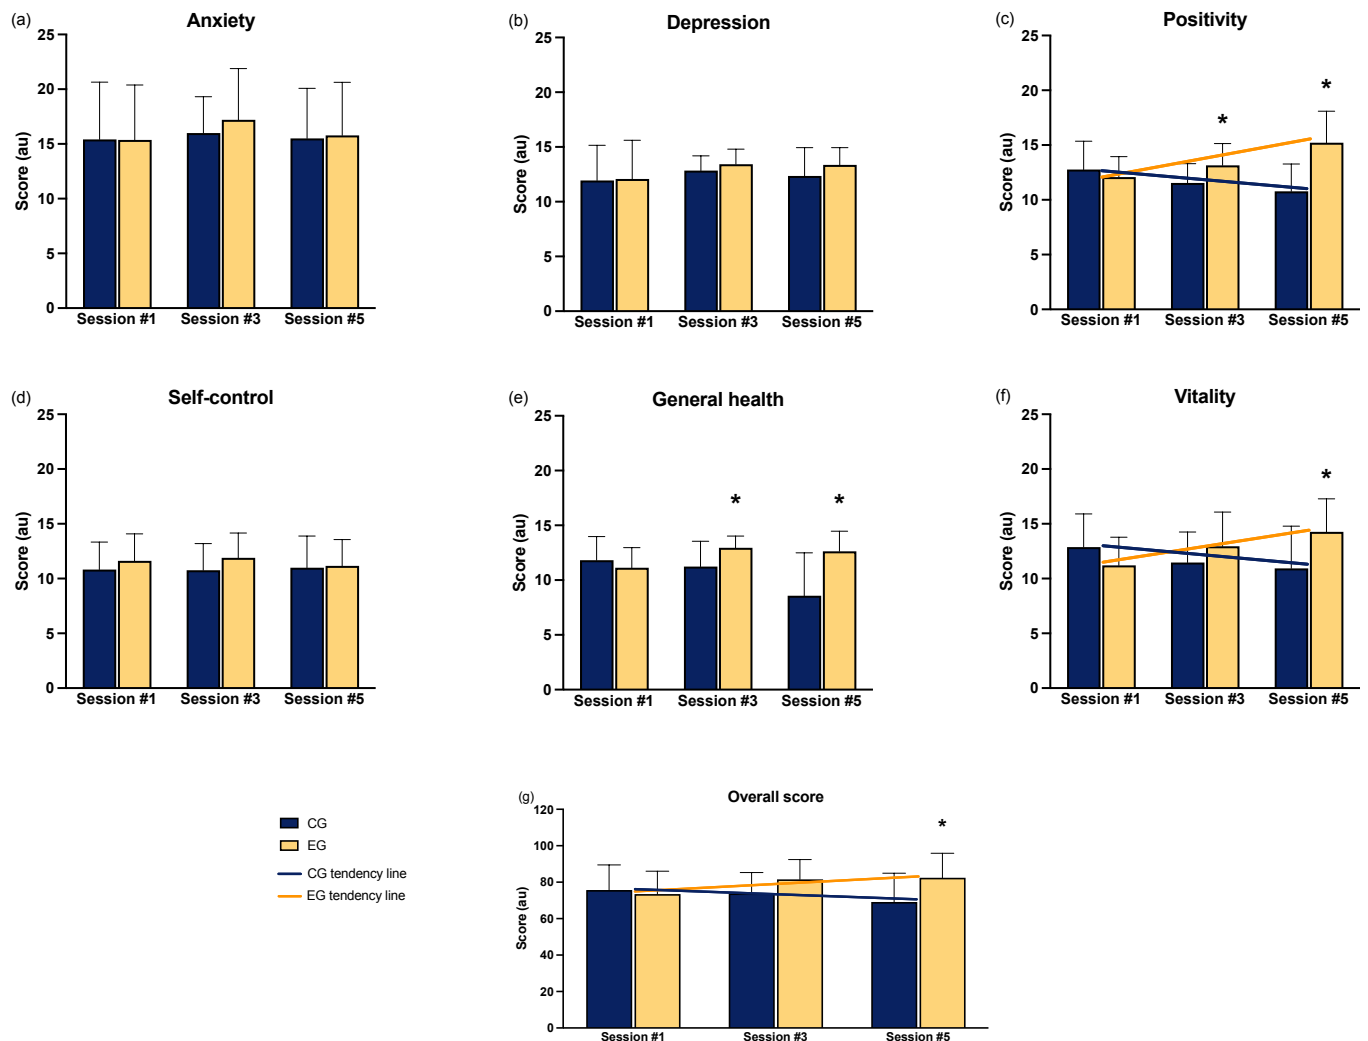 (a)
Anxiety
25
20
15
10
5
0
Score (au)
Session #1 Session #3 Session #5
(b)
Depression
25
20
15
10
5
0
Score (au)
Session #1 Session #3 Session #5
(c)
Positivity
25
20
15
10
5
0
Score (au)
* *
Session #1 Session #3 Session #5
(d)
Self-control
25
20
15
10
5
0
Score (au)
Session #1 Session #3 Session #5
(e)
General health
25
20
15
10
5
0
Score (au)
* *
Session #1 Session #3 Session #5
(f)
Vitality
25
20
15
10
5
0
Score (au)
*
Session #1 Session #3 Session #5
CG
EG
CG tendency line
EG tendency line
(g)
Overall score
120
100
80
60
40
20
0
Score (au)
*
Session #1 Session #3 Session #5